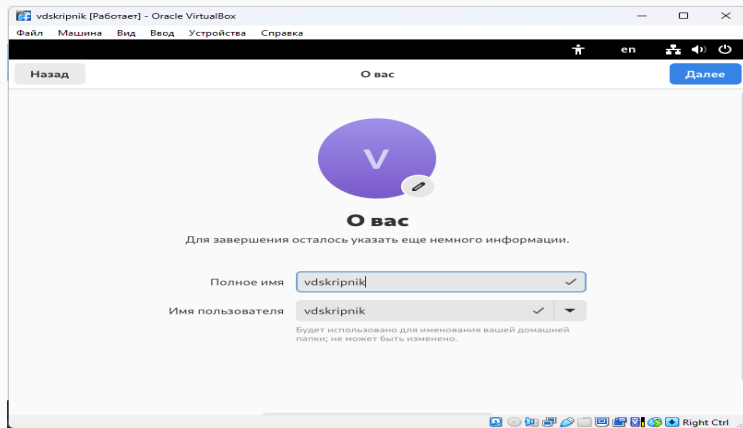 vdskripnik [Работает] - Oracle VirtualBox
Файл Машина Вид Ввод Устройства Справка
en
Назад О вас Далее
V
О вас
Для завершения осталось указать еще немного информации.
Полное имя vdskripnik
Имя пользователя vdskripnik
Будет использовано для именования вашей домашней
папки; не может быть изменено.
Right Ctrl